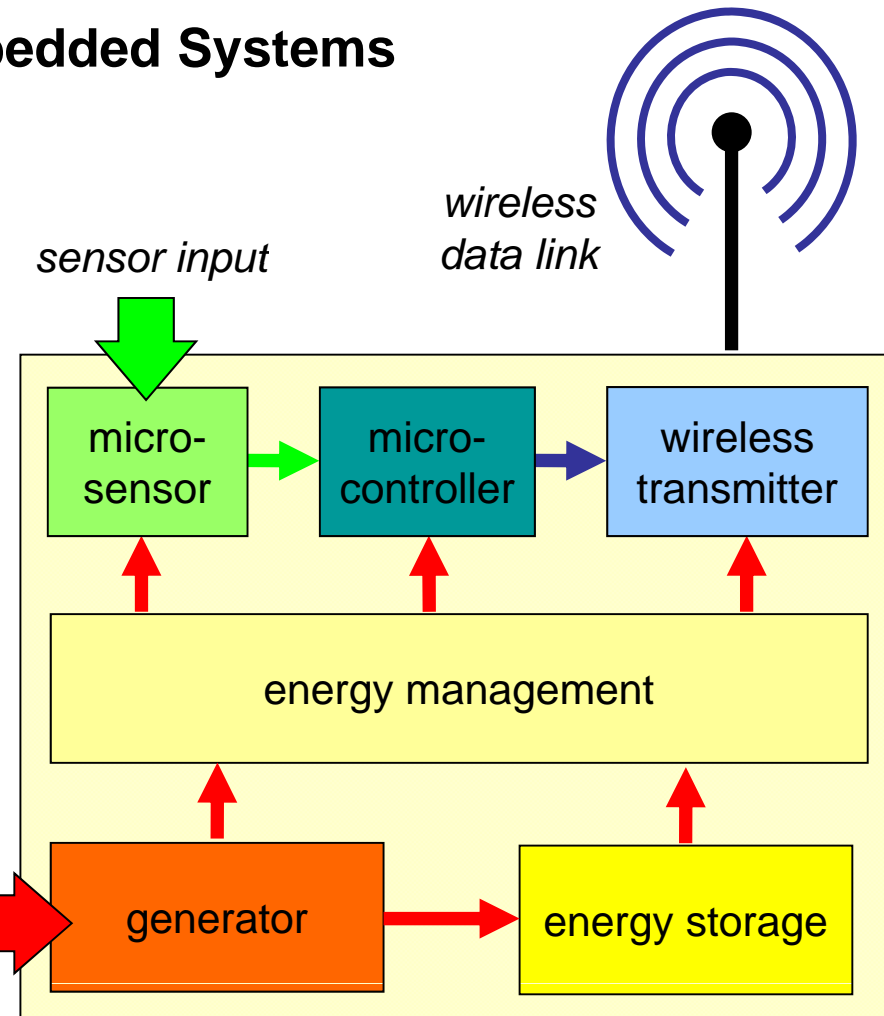 bedded Systems
wireless
data link
sensor input
micro-
sensor
micro-
controller
wireless
transmitter
energy management
generator
energy storage